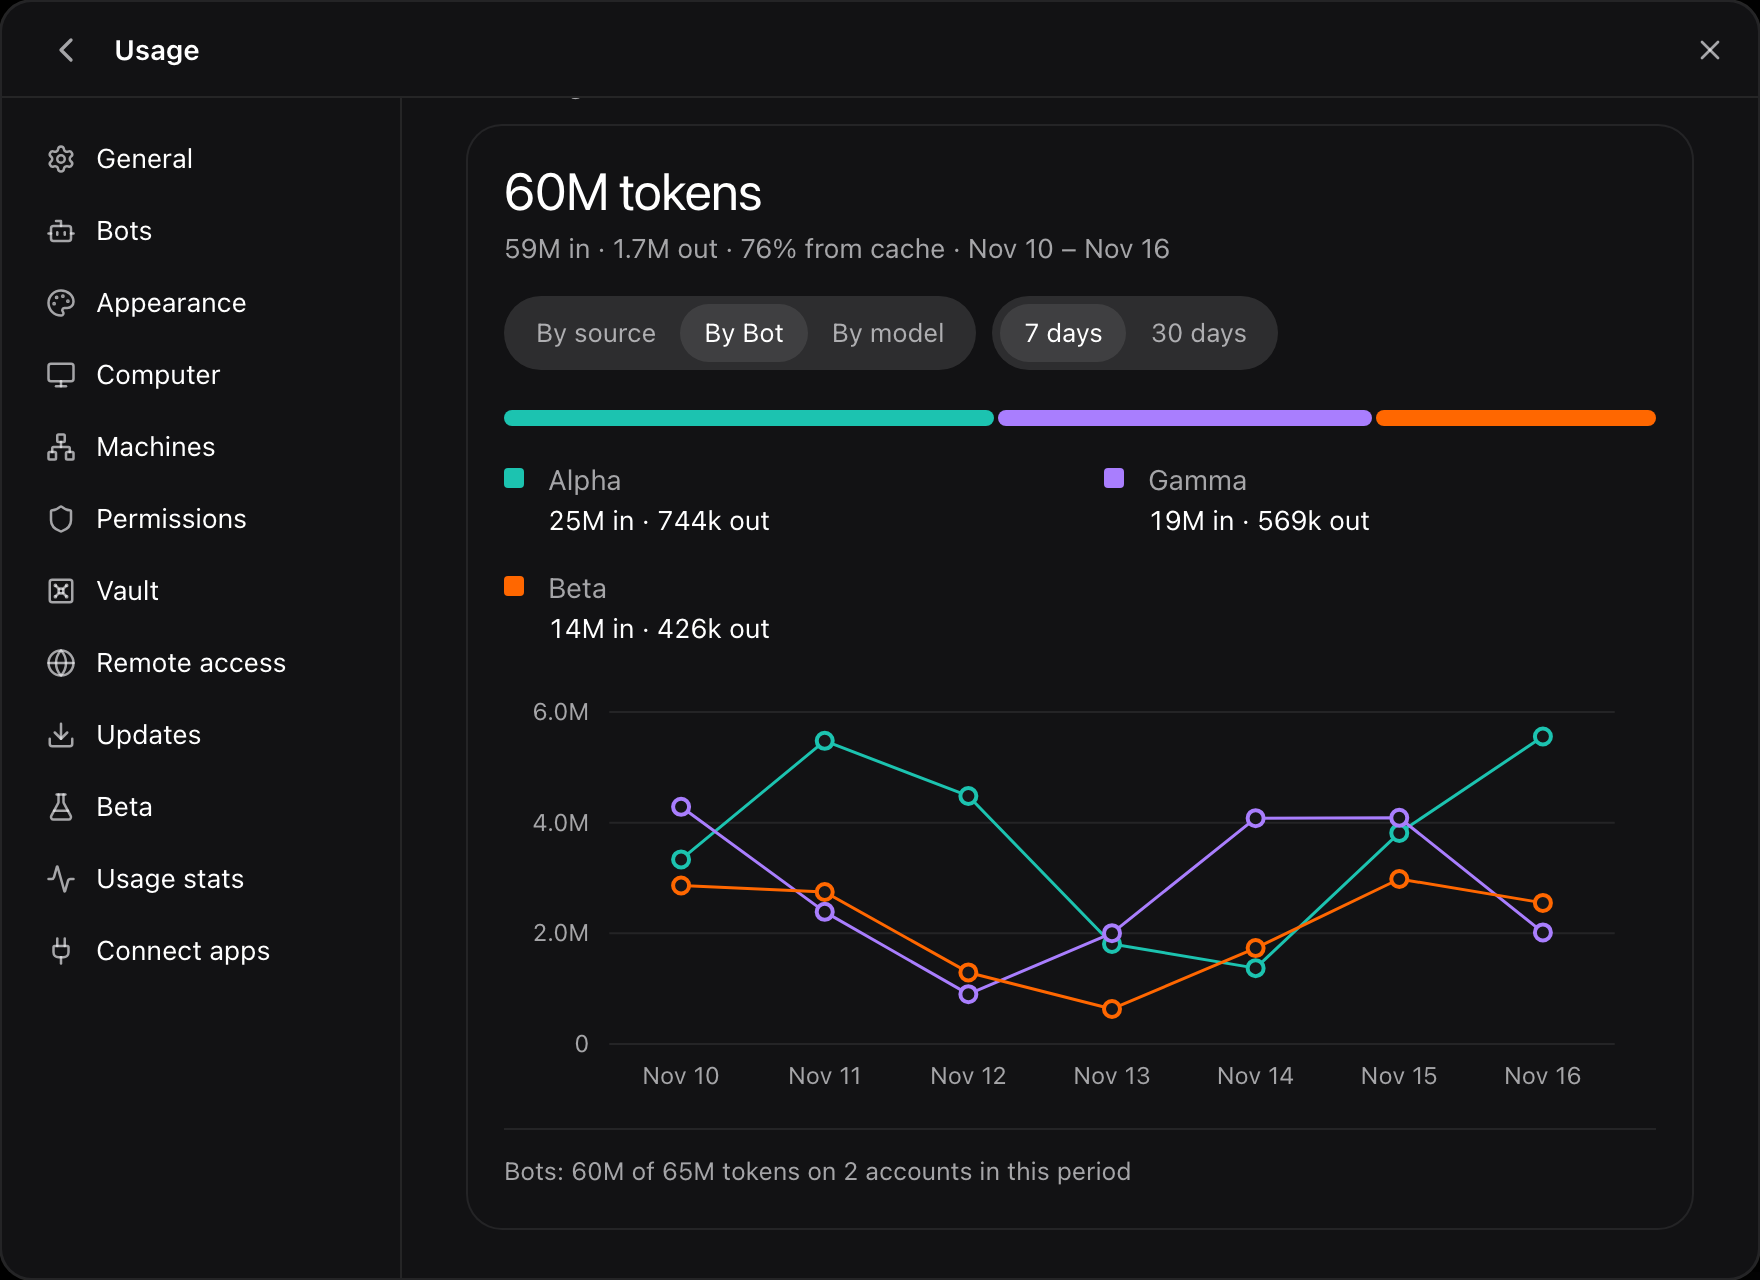 Usage
General
Bots
Appearance
Computer
Machines
Permissions
Vault
Remote access
Updates
Beta
Usage stats
Connect apps
60M tokens
59M in · 1.7M out · 76% from cache · Nov 10 – Nov 16
By source By Bot By model 7 days 30 days
Alpha
25M in · 744k out
Gamma
19M in · 569k out
Beta
14M in · 426k out
6.0M
4.0M
2.0M
0
Nov 10 Nov 11 Nov 12 Nov 13 Nov 14 Nov 15 Nov 16
Bots: 60M of 65M tokens on 2 accounts in this period